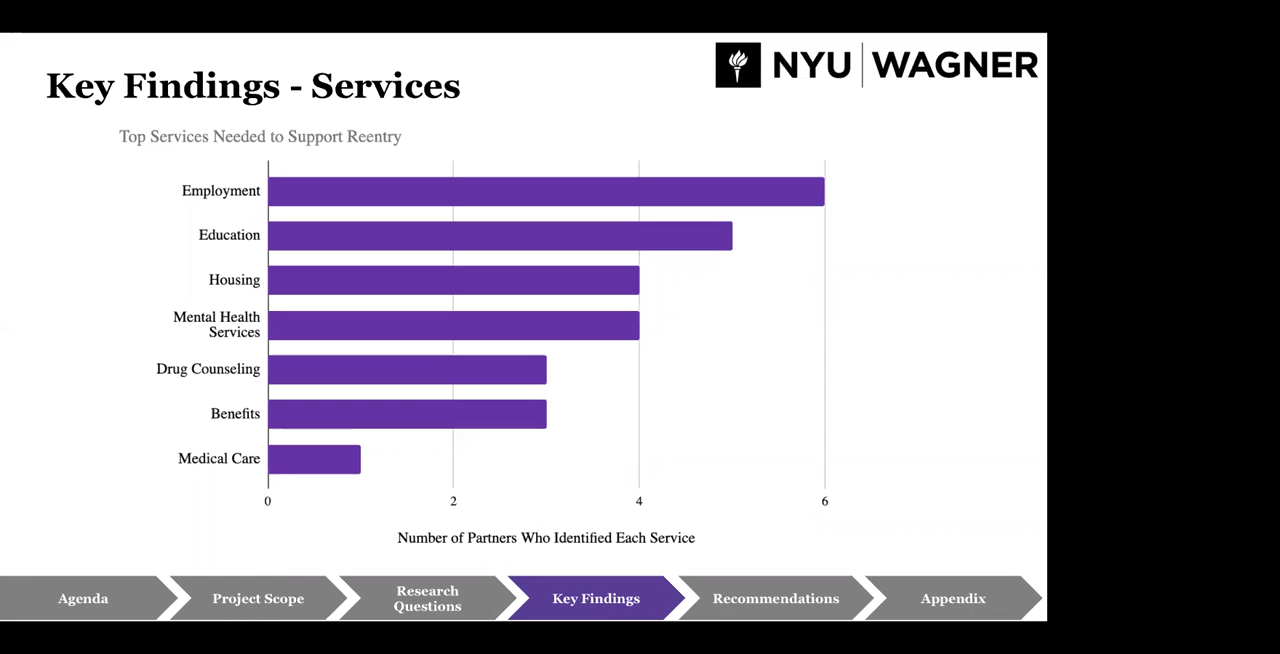 NYU WAGNER
Key Findings - Services
Top Services Needed to Support Reentry
Employment
Education
Housing
Mental Health
Services
Drug Counseling
Benefits
Medical Care
0 2 4 6
Number of Partners Who Identified Each Service
Agenda
Project Scope
Research
Questions
Key Findings
Recommendations
Appendix